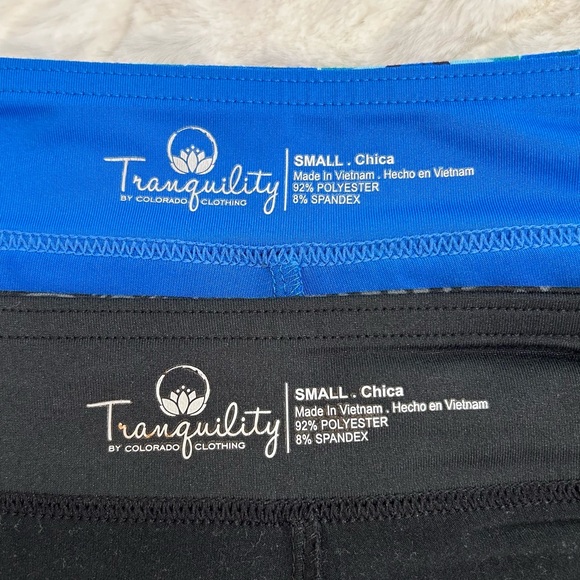 Tranquility
BY COLORADO CLOTHING
SMALL . Chica
Made In Vietnam . Hecho en Vietnam
92% POLYESTER
8% SPANDEX
Tranquility
BY COLORADO CLOTHING
SMALL . Chica
Made In Vietnam . Hecho en Vietnam
92% POLYESTER
8% SPANDEX